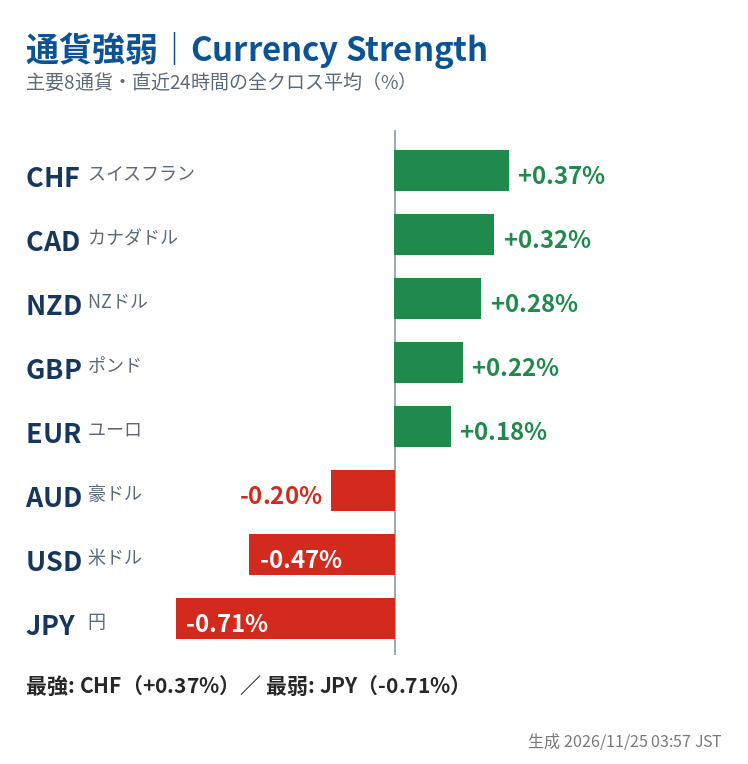 通貨強弱｜Currency Strength
主要8通貨・直近24時間の全クロス平均（%）
CHF スイスフラン +0.37%
CAD カナダドル +0.32%
NZD NZドル +0.28%
GBP ポンド +0.22%
EUR ユーロ +0.18%
AUD 豪ドル -0.20%
USD 米ドル -0.47%
JPY 円 -0.71%
最強: CHF（+0.37%）／ 最弱: JPY（-0.71%）
生成 2026/11/25 03:57 JST